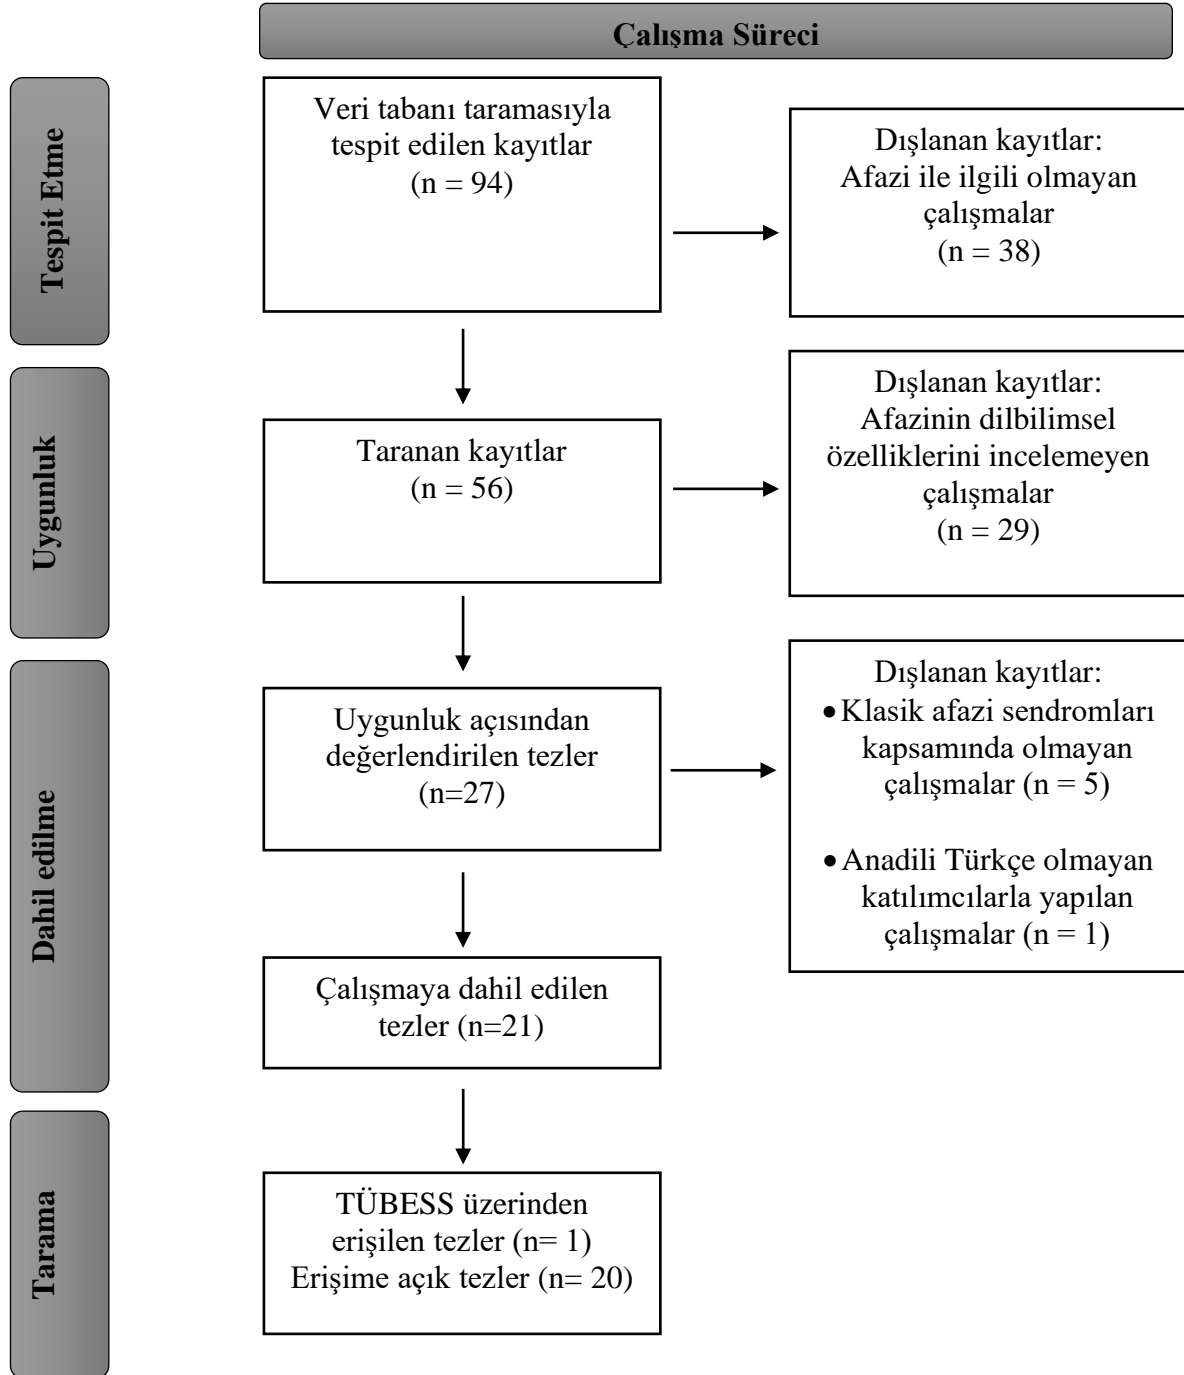 Çalışma Süreci
Tespit Etme
Veri tabanı taramasıyla
tespit edilen kayıtlar
(n = 94)
Dışlanan kayıtlar:
Afazi ile ilgili olmayan
çalışmalar
(n = 38)
Uygunluk
Taranan kayıtlar
(n = 56)
Dışlanan kayıtlar:
Afazinin dilbilimsel
özelliklerini incelemeyen
çalışmalar
(n = 29)
Dahil edilme
Uygunluk açısından
değerlendirilen tezler
(n=27)
Dışlanan kayıtlar:
• Klasik afazi sendromları
kapsamında olmayan
çalışmalar (n = 5)
• Anadili Türkçe olmayan
katılımcılarla yapılan
çalışmalar (n = 1)
Çalışmaya dahil edilen
tezler (n=21)
Tarama
TÜBESS üzerinden
erişilen tezler (n= 1)
Erişime açık tezler (n= 20)